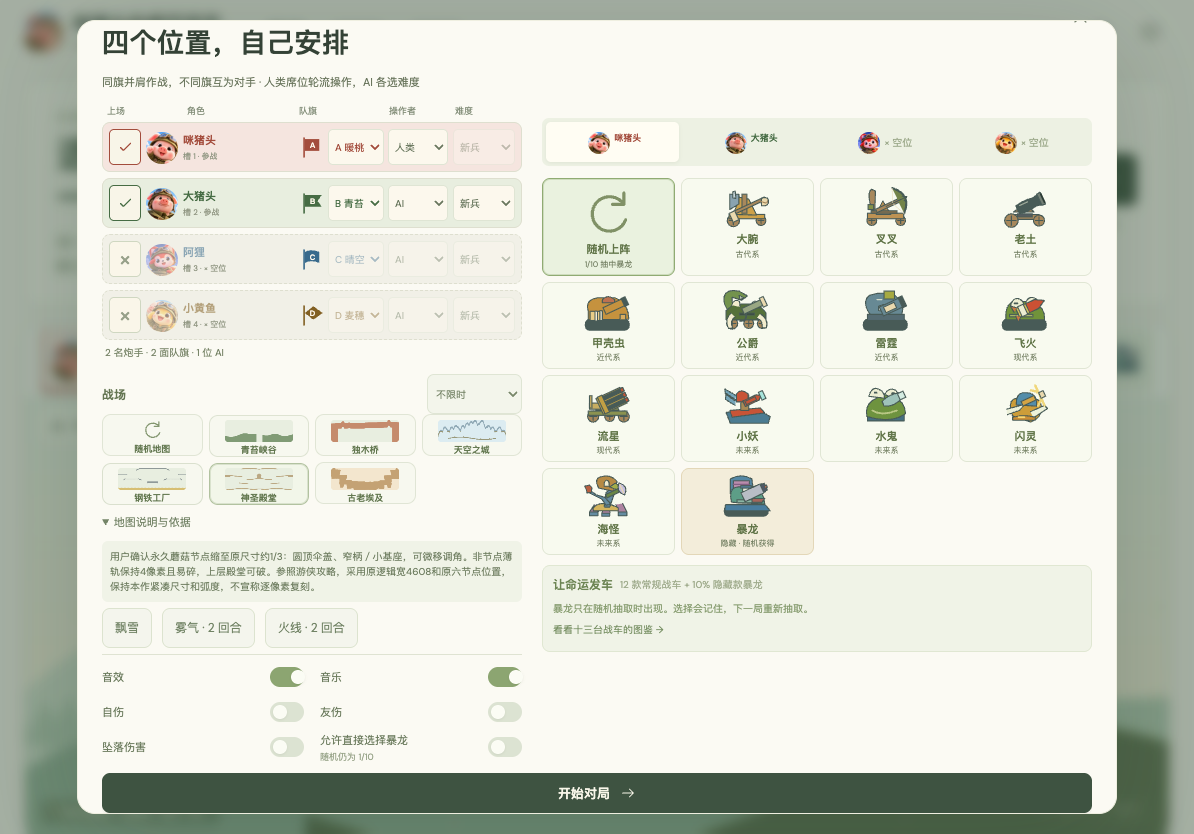 四个位置，自己安排
同旗并肩作战，不同旗互为对手 · 人类席位轮流操作，AI 各选难度
上场 角色 队旗 操作者 难度
咪猪头
槽 1 · 参战
A
A 暖桃
人类
新兵
大猪头
槽 2 · 参战
B
B 青苔
AI
新兵
阿狸
槽 3 · × 空位
C
C 晴空
AI
新兵
小黄鱼
槽 4 · × 空位
D
D 麦穗
AI
新兵
2 名炮手 · 2 面队旗 · 1 位 AI
战场
不限时
随机地图
青苔峡谷
独木桥
天空之城
钢铁工厂
神圣殿堂
古老埃及
▼ 地图说明与依据
用户确认永久蘑菇节点缩至原尺寸约1/3：圆顶伞盖、窄柄 / 小基座，可微移调角。非节点薄
轨保持4像素且易碎，上层殿堂可破。参照游侠攻略，采用原逻辑宽4608和原六节点位置，
保持本作紧凑尺寸和弧度，不宣称逐像素复刻。
飘雪
雾气 · 2 回合
火线 · 2 回合
音效
音乐
自伤
友伤
坠落伤害
允许直接选择暴龙
随机仍为 1/10
咪猪头
大猪头
× 空位
× 空位
随机上阵
1/10 抽中暴龙
大腕
古代系
叉叉
古代系
老土
古代系
甲壳虫
近代系
公爵
近代系
雷霆
近代系
飞火
现代系
流星
现代系
小妖
未来系
水鬼
未来系
闪灵
未来系
海怪
未来系
暴龙
隐藏 · 随机获得
让命运发车 12 款常规战车 + 10% 隐藏款暴龙
暴龙只在随机抽取时出现。选择会记住，下一局重新抽取。
看看十三台战车的图鉴 →
开始对局 →